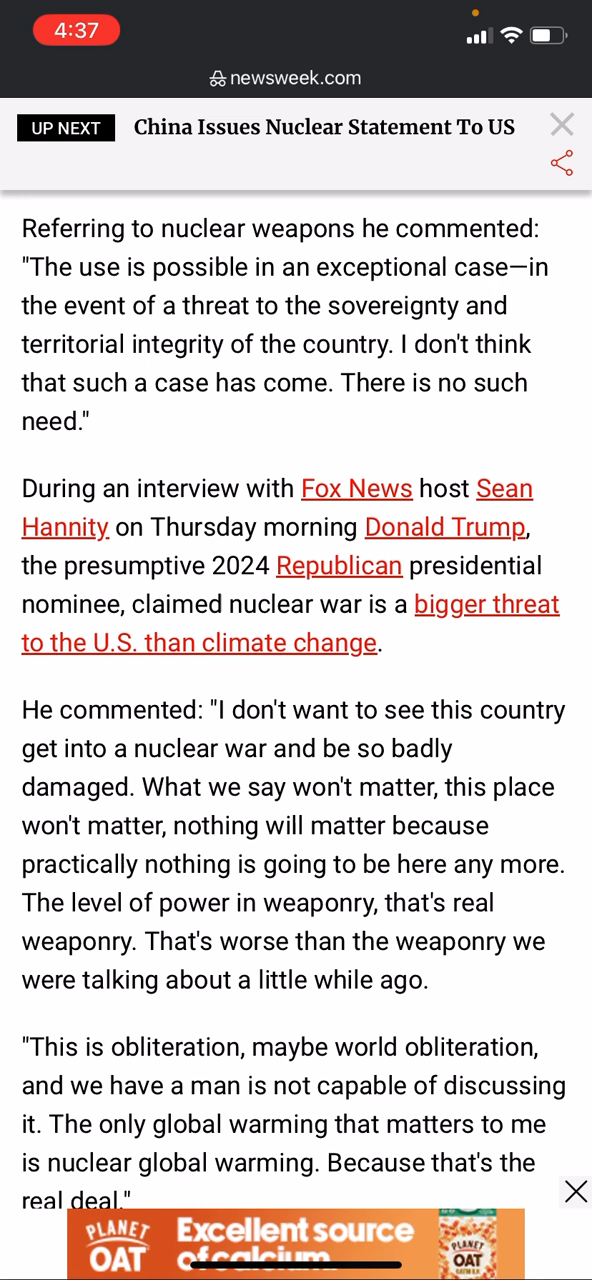 4:37
newsweek.com
UP NEXT
China Issues Nuclear Statement To US
Referring to nuclear weapons he commented:
"The use is possible in an exceptional case—in
the event of a threat to the sovereignty and
territorial integrity of the country. I don't think
that such a case has come. There is no such
need."
During an interview with Fox News host Sean
Hannity on Thursday morning Donald Trump,
the presumptive 2024 Republican presidential
nominee, claimed nuclear war is a bigger threat
to the U.S. than climate change.
He commented: "I don't want to see this country
get into a nuclear war and be so badly
damaged. What we say won't matter, this place
won't matter, nothing will matter because
practically nothing is going to be here any more.
The level of power in weaponry, that's real
weaponry. That's worse than the weaponry we
were talking about a little while ago.
"This is obliteration, maybe world obliteration,
and we have a man is not capable of discussing
it. The only global warming that matters to me
is nuclear global warming. Because that's the
real deal."
PLANET
OAT
Excellent source
of calcium
PLANET
OAT
OATMILK